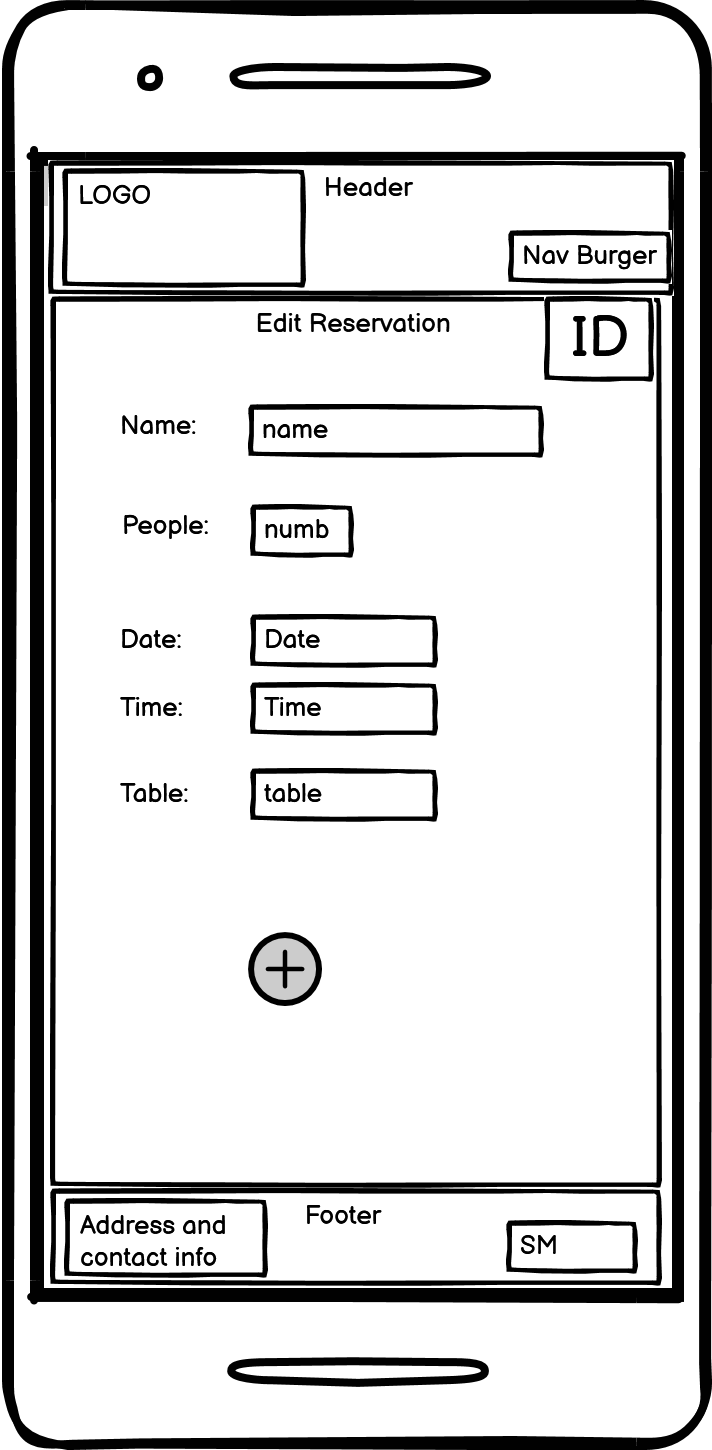 LOGO
Header
Nav Burger
Edit Reservation
ID
Name:
name
People:
numb
Date:
Date
Time:
Time
Table:
table
Footer
Address and
contact info
SM